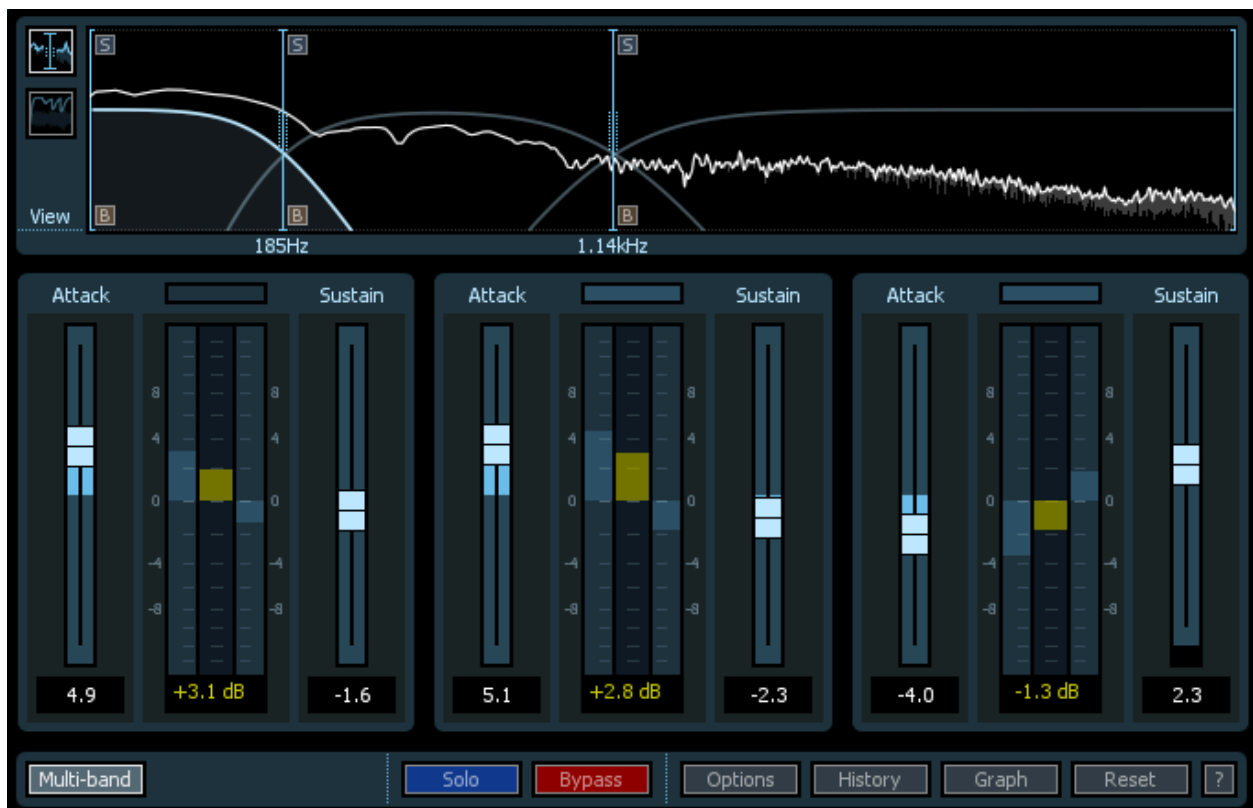 S S S
View B B B
185Hz 1.14kHz
Attack Sustain Attack Sustain Attack Sustain
8 8 8 8 8 8
4 4 4 4 4 4
0 0 0 0 0 0
-4 -4 -4 -4 -4 -4
-8 -8 -8 -8 -8 -8
4.9 +3.1 dB -1.6 5.1 +2.8 dB -2.3 -4.0 -1.3 dB 2.3
Multi-band Solo Bypass Options History Graph Reset ?